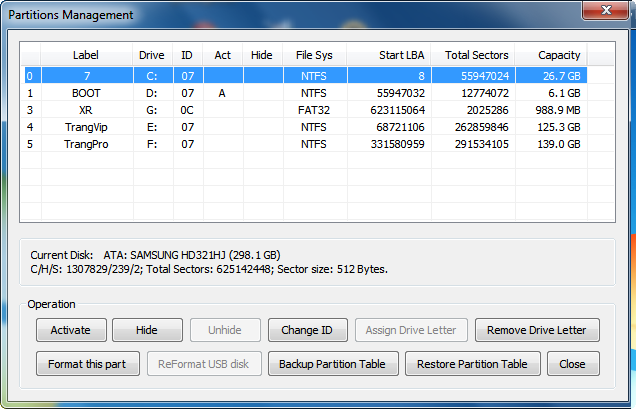 Partitions Management
Label Drive ID Act Hide File Sys Start LBA Total Sectors Capacity
0 7 C: 07 NTFS 8 55947024 26.7 GB
1 BOOT D: 07 A NTFS 55947032 12774072 6.1 GB
3 XR G: 0C FAT32 623115064 2025286 988.9 MB
4 TrangVip E: 07 NTFS 68721106 262859846 125.3 GB
5 TrangPro F: 07 NTFS 331580959 291534105 139.0 GB
Current Disk: ATA: SAMSUNG HD321HJ (298.1 GB)
C/H/S: 1307829/239/2; Total Sectors: 625142448; Sector size: 512 Bytes.
Operation
Activate Hide Unhide Change ID Assign Drive Letter Remove Drive Letter
Format this part ReFormat USB disk Backup Partition Table Restore Partition Table Close